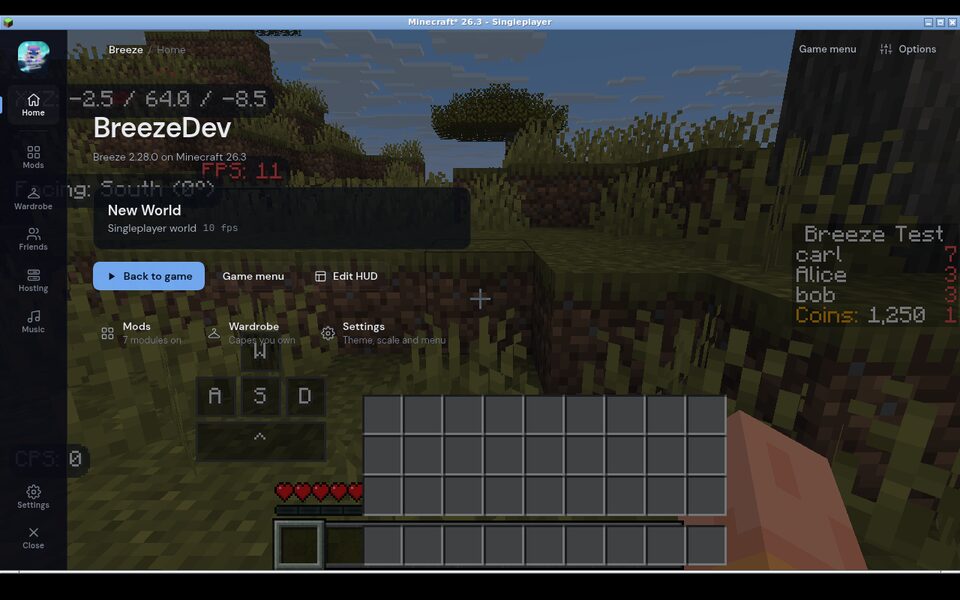 Minecraft* 26.3 - Singleplayer
Breeze / Home
Game menu
Options
-2.5 / 64.0 / -8.5
Home
BreezeDev
Breeze 2.28.0 on Minecraft 26.3
FPS: 11
Mods
Facing: South (0°)
Wardrobe
New World
Singleplayer world 10 fps
Friends
Breeze Test
carl 7
Alice 3
bob 3
Coins: 1,250 1
Back to game
Game menu
Edit HUD
Hosting
Music
Mods
7 modules on
Wardrobe
Capes you own
Settings
Theme, scale and menu
W
A S D
^
CPS: 0
Settings
Close